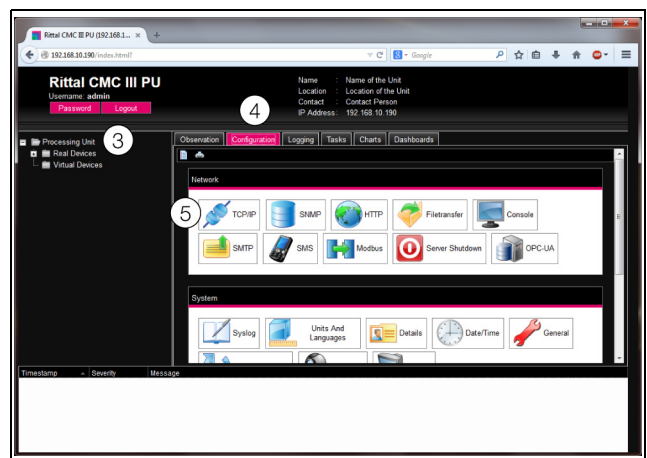 Rittal CMC III PU (192.168.1...
192.168.10.190/index.html?
Google
Rittal CMC III PU
Username: admin
Password Logout
Name : Name of the Unit
Location : Location of the Unit
Contact : Contact Person
IP Address: 192.168.10.190
4
3
Processing Unit
Real Devices
Virtual Devices
Observation Configuration Logging Tasks Charts Dashboards
Network
5
TCP/IP SNMP HTTP Filetransfer Console
SMTP SMS Modbus Server Shutdown OPC-UA
System
Syslog Units And Languages Details Date/Time General
Timestamp Severity Message